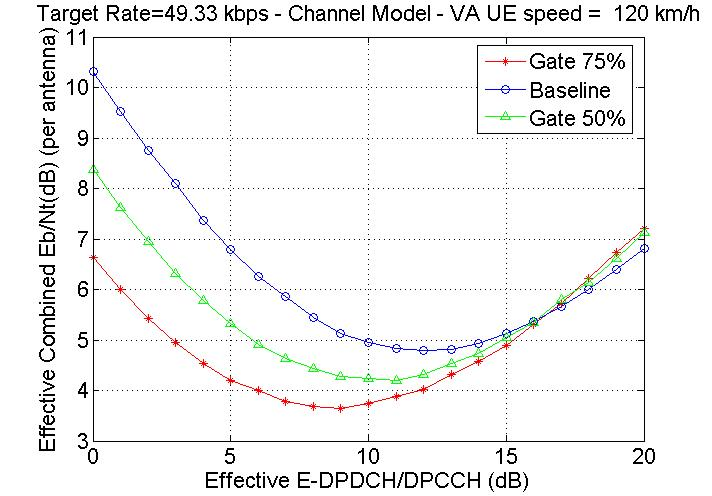 Target Rate=49.33 kbps - Channel Model - VA UE speed =  120 km/h
Effective Combined Eb/Nt(dB) (per antenna)
11
10
9
8
7
6
5
4
3
Gate 75%
Baseline
Gate 50%
0
5
10
15
20
Effective E-DPDCH/DPCCH (dB)